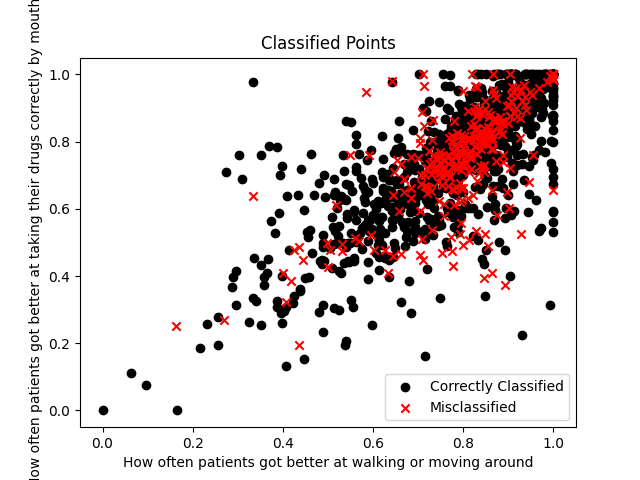 Classified Points
often patients got better at taking their drugs correctly by mouth
1.0
0.8
0.6
0.4
0.2
0.0
Correctly Classified
Misclassified
0.0 0.2 0.4 0.6 0.8 1.0
How often patients got better at walking or moving around